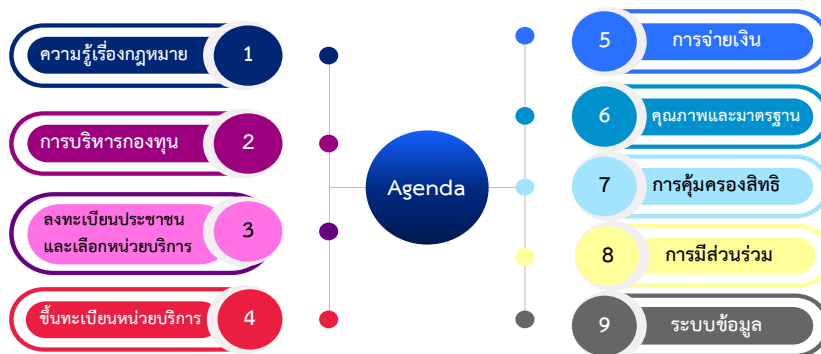 ความรู้เรื่องกฎหมาย 1
การบริหารกองทุน 2
ลงทะเบียนประชาชน
และเลือกหน่วยบริการ
3
ขึ้นทะเบียนหน่วยบริการ 4
Agenda
5 การจ่ายเงิน
6 คุณภาพและมาตรฐาน
7 การคุ้มครองสิทธิ
8 การมีส่วนร่วม
9 ระบบข้อมูล